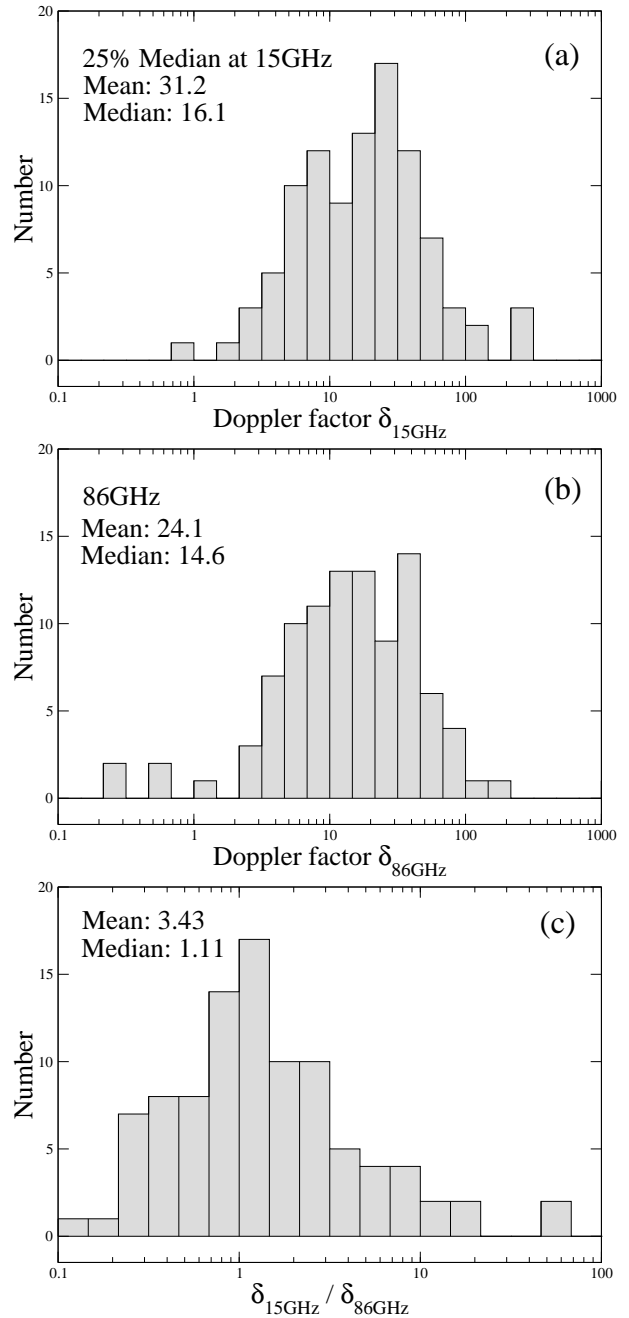 20
25% Median at 15GHz
(a)
Mean: 31.2
Median: 16.1
15
10
5
0
Number
0.1 1 10 100 1000
Doppler factor δ15GHz
20
86GHz
(b)
Mean: 24.1
Median: 14.6
15
10
5
0
Number
0.1 1 10 100 1000
Doppler factor δ86GHz
20
Mean: 3.43
(c)
Median: 1.11
15
10
5
0
Number
0.1 1 10 100
δ15GHz / δ86GHz